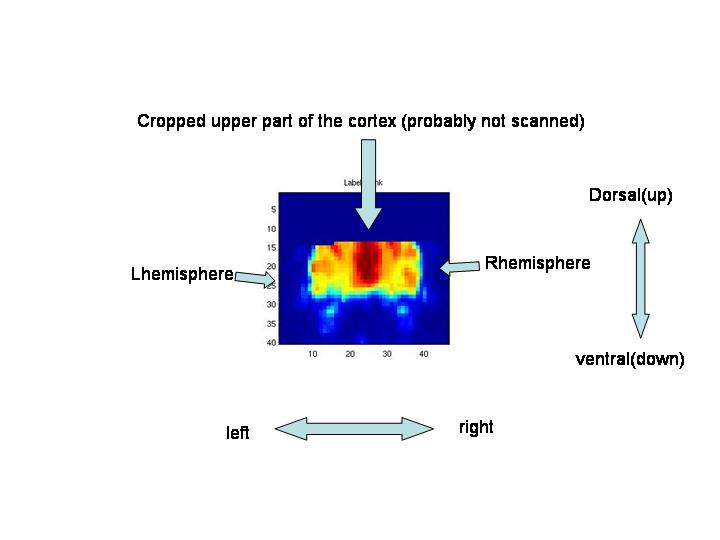 Cropped upper part of the cortex (probably not scanned)
Dorsal(up)
5
10
15
20
25
30
35
40
10 20 30 40
Lhemisphere
Rhemisphere
ventral(down)
left
right